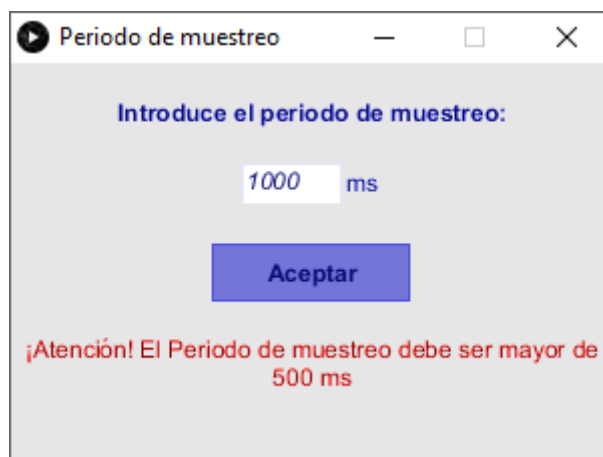 Periodo de muestreo
Introduce el periodo de muestreo:
1000 ms
Aceptar
¡Atención! El Periodo de muestreo debe ser mayor de
500 ms